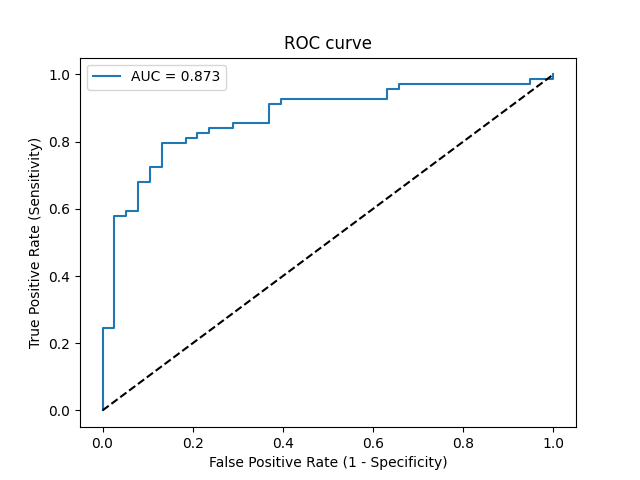 ROC curve
AUC = 0.873
True Positive Rate (Sensitivity)
1.0
0.8
0.6
0.4
0.2
0.0
0.0 0.2 0.4 0.6 0.8 1.0
False Positive Rate (1 - Specificity)